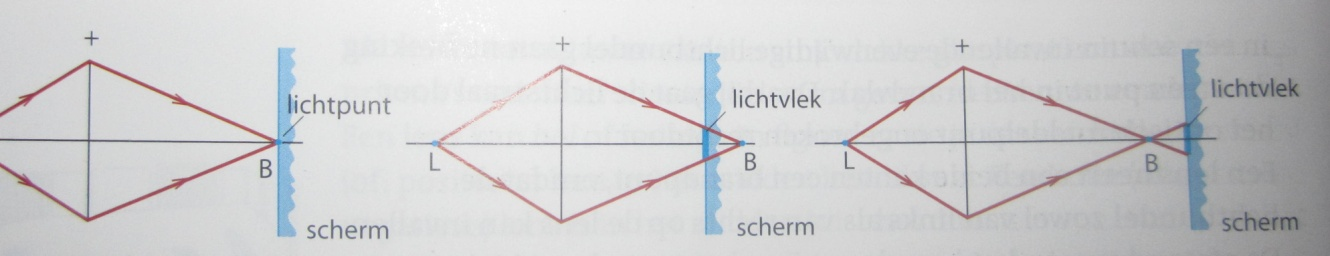 +
lichtpunt
B
scherm
+
lichtvlek
L
B
scherm
+
lichtvlek
L
B
scherm